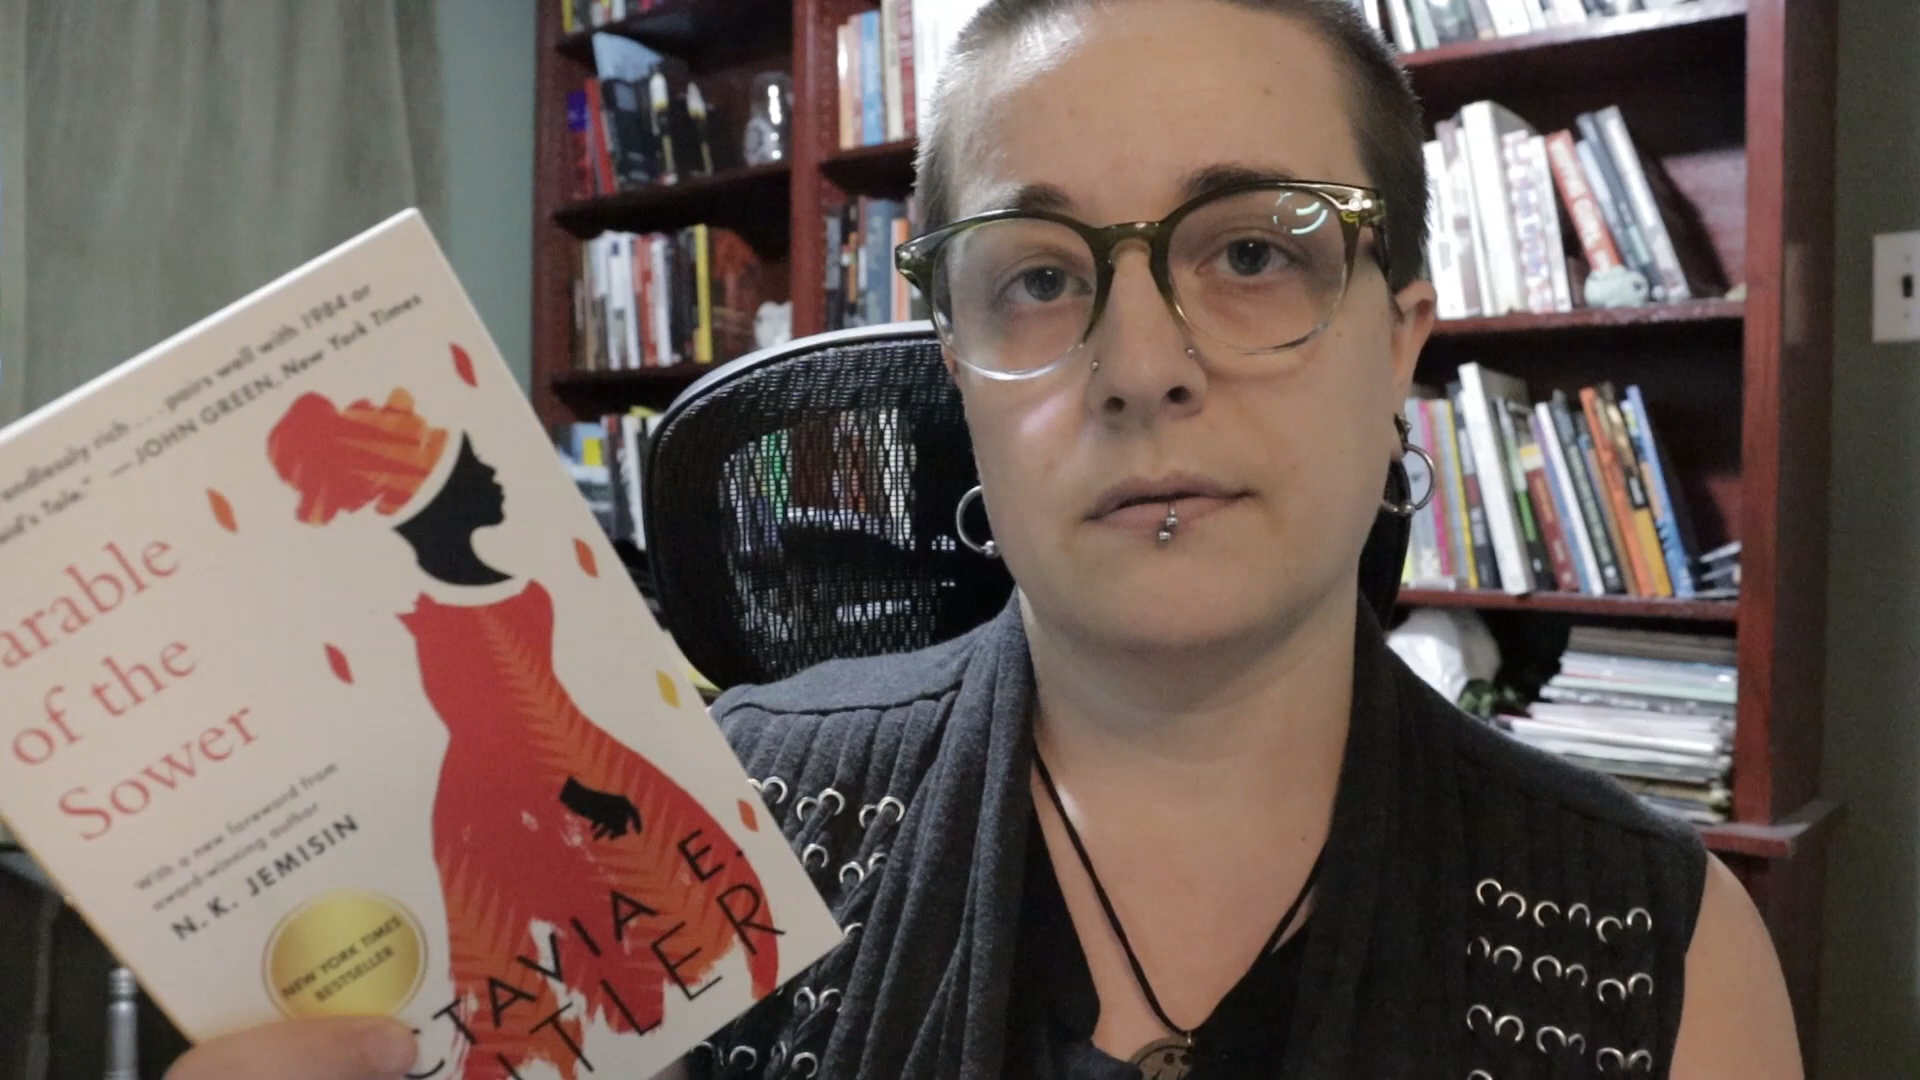 endlessly rich . . . pairs well with 1984 or
aid's Tale." —JOHN GREEN, New York Times
arable
of the
Sower
With a new foreword from
award-winning author
N. K. JEMISIN
NEW YORK TIMES
BESTSELLER
CTAVIA E.
TLER